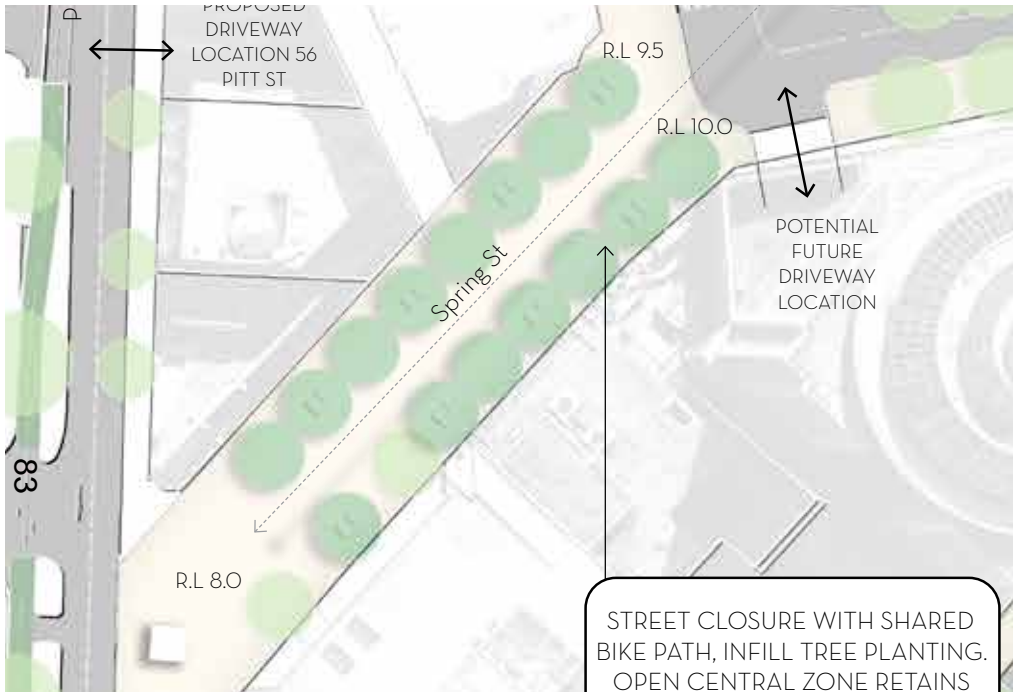 P
PROPOSED
DRIVEWAY
LOCATION 56
PITT ST
R.L 9.5
R.L 10.0
POTENTIAL
FUTURE
DRIVEWAY
LOCATION
Spring St
83
R.L 8.0
STREET CLOSURE WITH SHARED
BIKE PATH, INFILL TREE PLANTING.
OPEN CENTRAL ZONE RETAINS